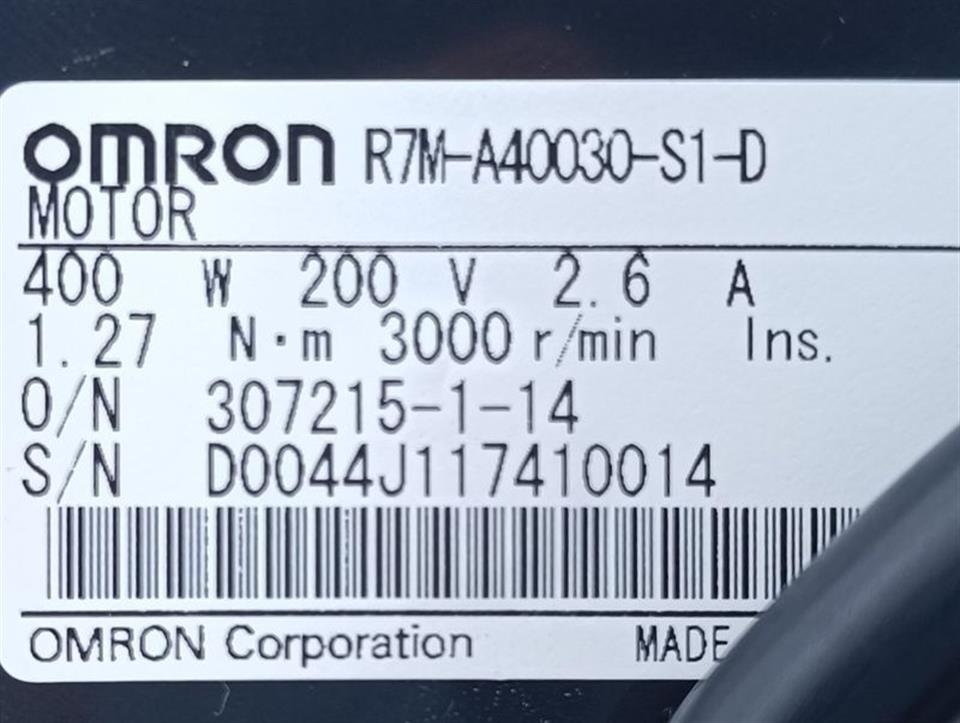 OMRON R7M-A40030-S1-D
MOTOR
400 W 200 V 2.6 A
1.27 N·m 3000 r/min Ins.
O/N 307215-1-14
S/N D0044J117410014
OMRON Corporation MADE